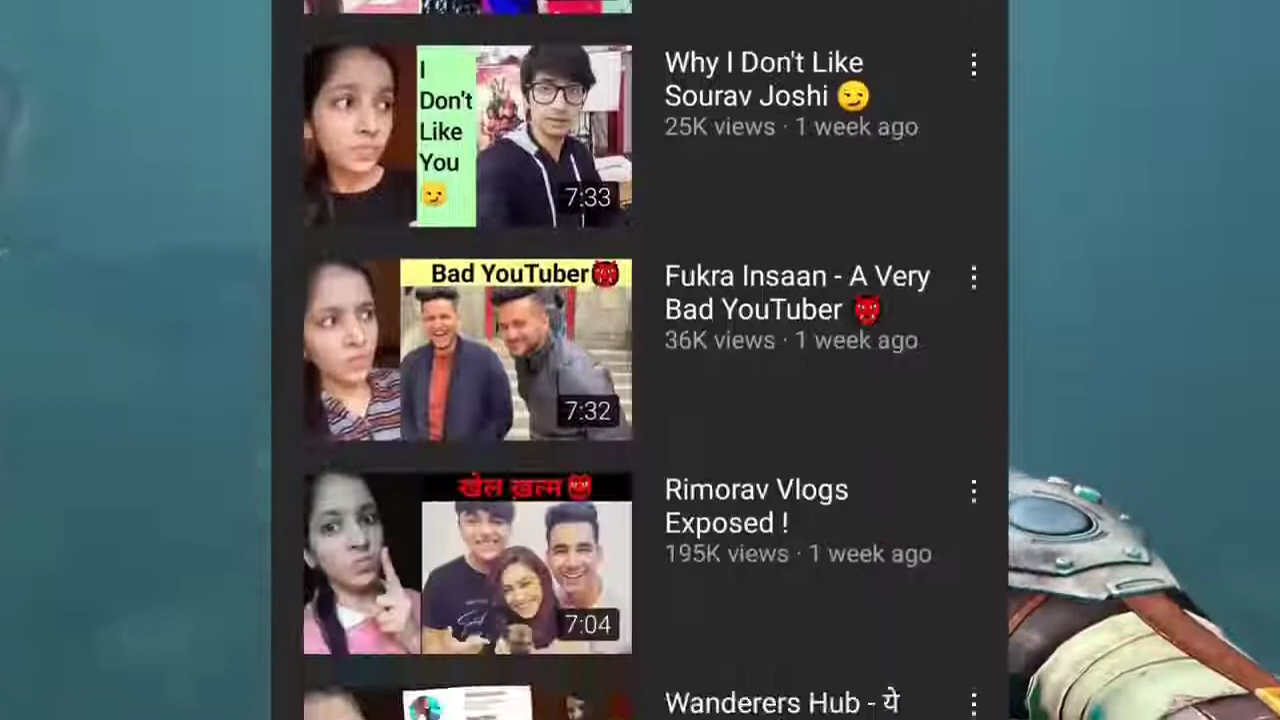 I
Don't
Like
You
7:33
Why I Don't Like
Sourav Joshi 😏
25K views · 1 week ago
Bad YouTuber👹
7:32
Fukra Insaan - A Very
Bad YouTuber 👹
36K views · 1 week ago
खेल ख़त्म
7:04
Rimorav Vlogs
Exposed !
195K views · 1 week ago
Wanderers Hub - ये